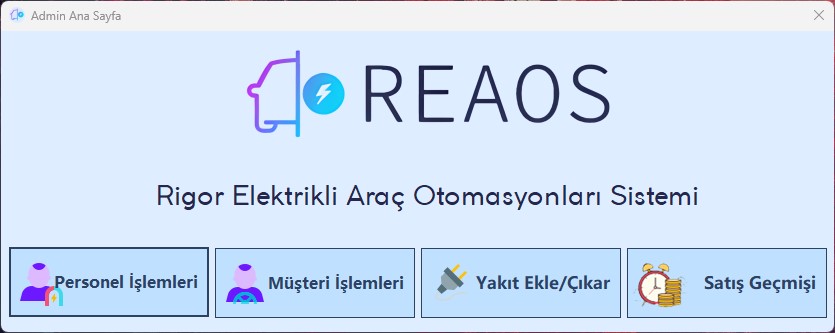 Admin Ana Sayfa
REAOS
Rigor Elektrikli Araç Otomasyonları Sistemi
Personel İşlemleri
Müşteri İşlemleri
Yakıt Ekle/Çıkar
Satış Geçmişi